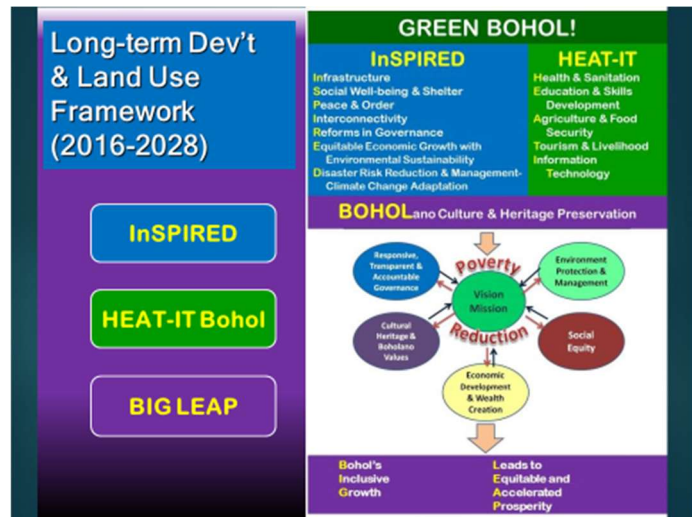 Long-term Dev't
& Land Use
Framework
(2016-2028)
InSPIRED
HEAT-IT Bohol
BIG LEAP
GREEN BOHOL!
InSPIRED
Infrastructure
Social Well-being & Shelter
Peace & Order
Interconnectivity
Reforms in Governance
Equitable Economic Growth with
Environmental Sustainability
Disaster Risk Reduction & Management-
Climate Change Adaptation
HEAT-IT
Health & Sanitation
Education & Skills
Development
Agriculture & Food
Security
Tourism & Livelihood
Information
Technology
BOHOLano Culture & Heritage Preservation
Responsive,
Transparent &
Accountable
Governance
Poverty
Environment
Protection &
Management
Vision
Mission
Cultural
Heritage &
Boholano
Values
Reduction
Social
Equity
Economic
Development
& Wealth
Creation
Bohol's
Inclusive
Growth
Leads to
Equitable and
Accelerated
Prosperity